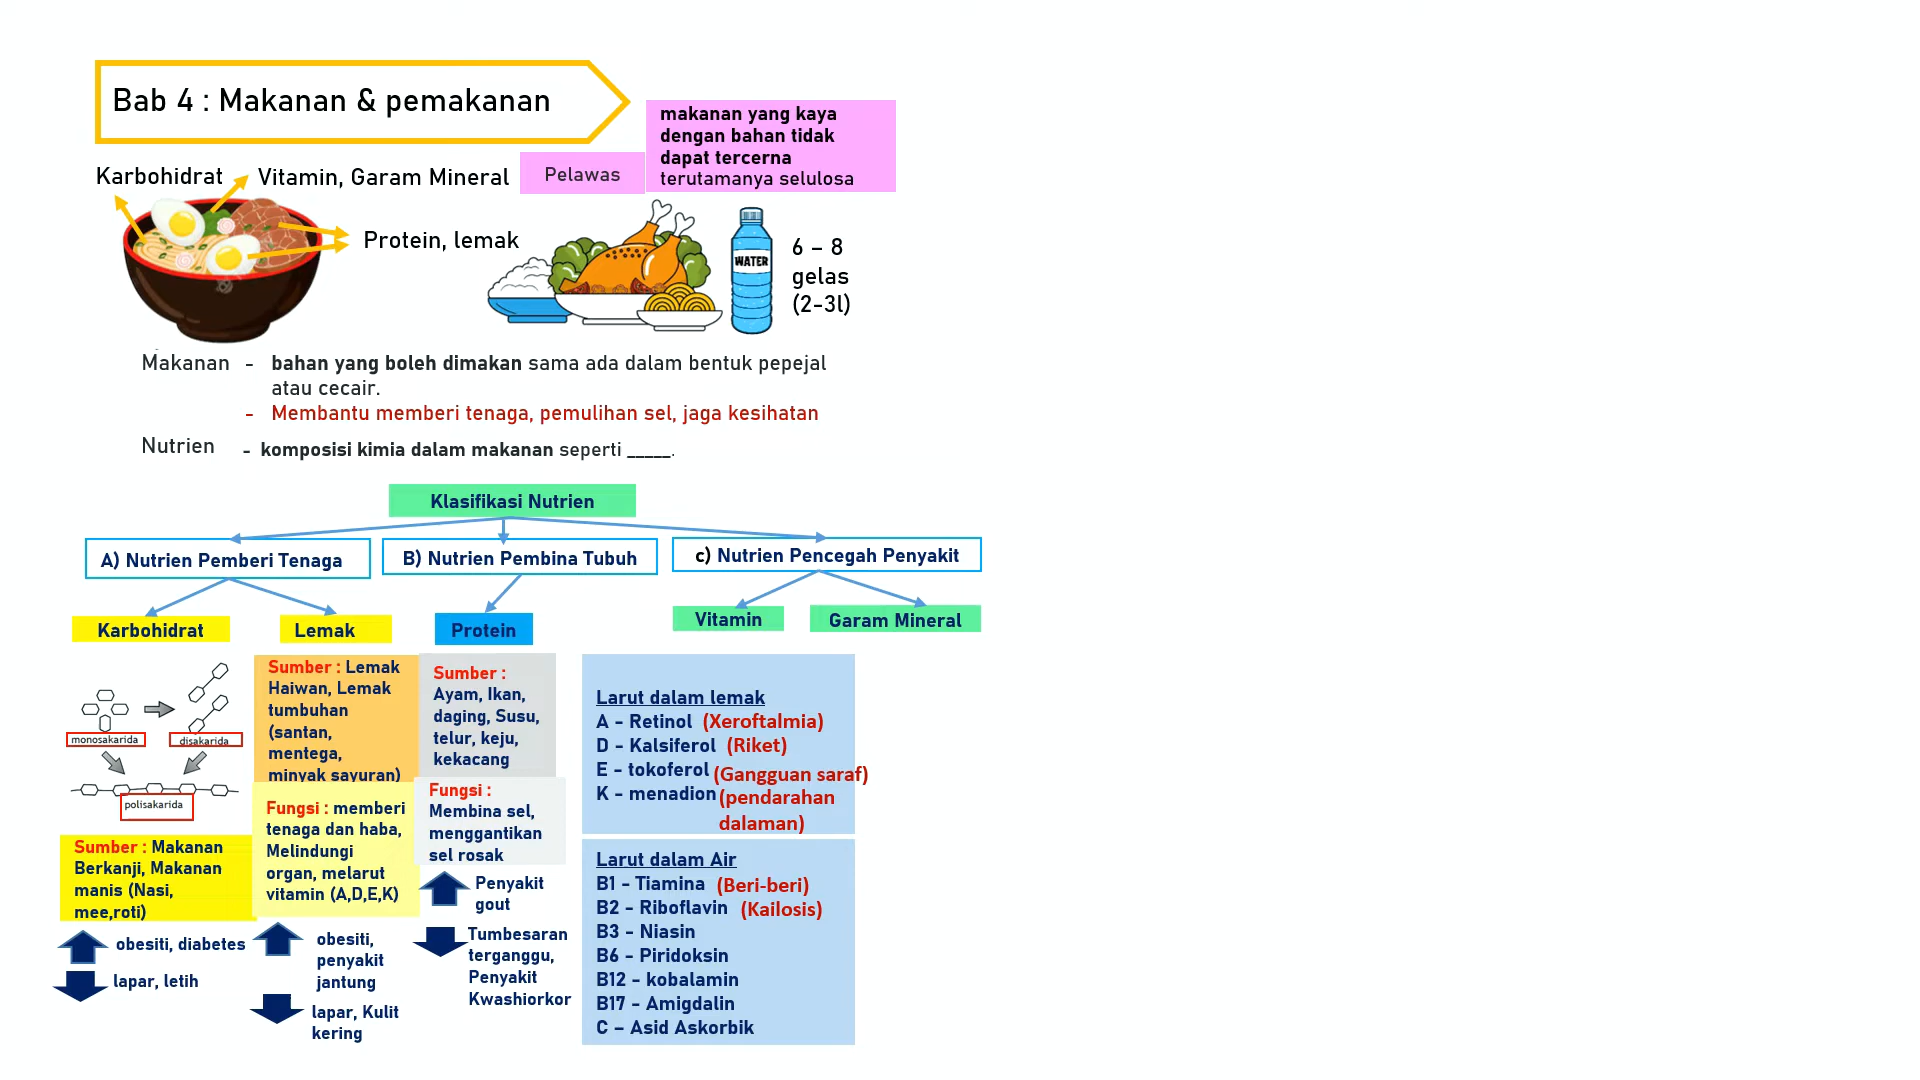 Bab 4 : Makanan & pemakanan
Karbohidrat
Vitamin, Garam Mineral
Pelawas
makanan yang kaya
dengan bahan tidak
dapat tercerna
terutamanya selulosa
Protein, lemak
WATER
6 – 8
gelas
(2-3l)
Makanan - bahan yang boleh dimakan sama ada dalam bentuk pepejal
atau cecair.
- Membantu memberi tenaga, pemulihan sel, jaga kesihatan
Nutrien - komposisi kimia dalam makanan seperti _____.
Klasifikasi Nutrien
A) Nutrien Pemberi Tenaga
B) Nutrien Pembina Tubuh
c) Nutrien Pencegah Penyakit
Karbohidrat
Lemak
Protein
Vitamin
Garam Mineral
monosakarida
disakarida
polisakarida
Sumber : Makanan
Berkanji, Makanan
manis (Nasi,
mee,roti)
obesiti, diabetes
lapar, letih
Sumber : Lemak
Haiwan, Lemak
tumbuhan
(santan,
mentega,
minyak sayuran)
Fungsi : memberi
tenaga dan haba,
Melindungi
organ, melarut
vitamin (A,D,E,K)
obesiti,
penyakit
jantung
lapar, Kulit
kering
Sumber :
Ayam, Ikan,
daging, Susu,
telur, keju,
kekacang
Fungsi :
Membina sel,
menggantikan
sel rosak
Penyakit
gout
Tumbesaran
terganggu,
Penyakit
Kwashiorkor
Larut dalam lemak
A - Retinol (Xeroftalmia)
D - Kalsiferol (Riket)
E - tokoferol (Gangguan saraf)
K - menadion (pendarahan
dalaman)
Larut dalam Air
B1 - Tiamina (Beri-beri)
B2 - Riboflavin (Kailosis)
B3 - Niasin
B6 - Piridoksin
B12 - kobalamin
B17 - Amigdalin
C – Asid Askorbik